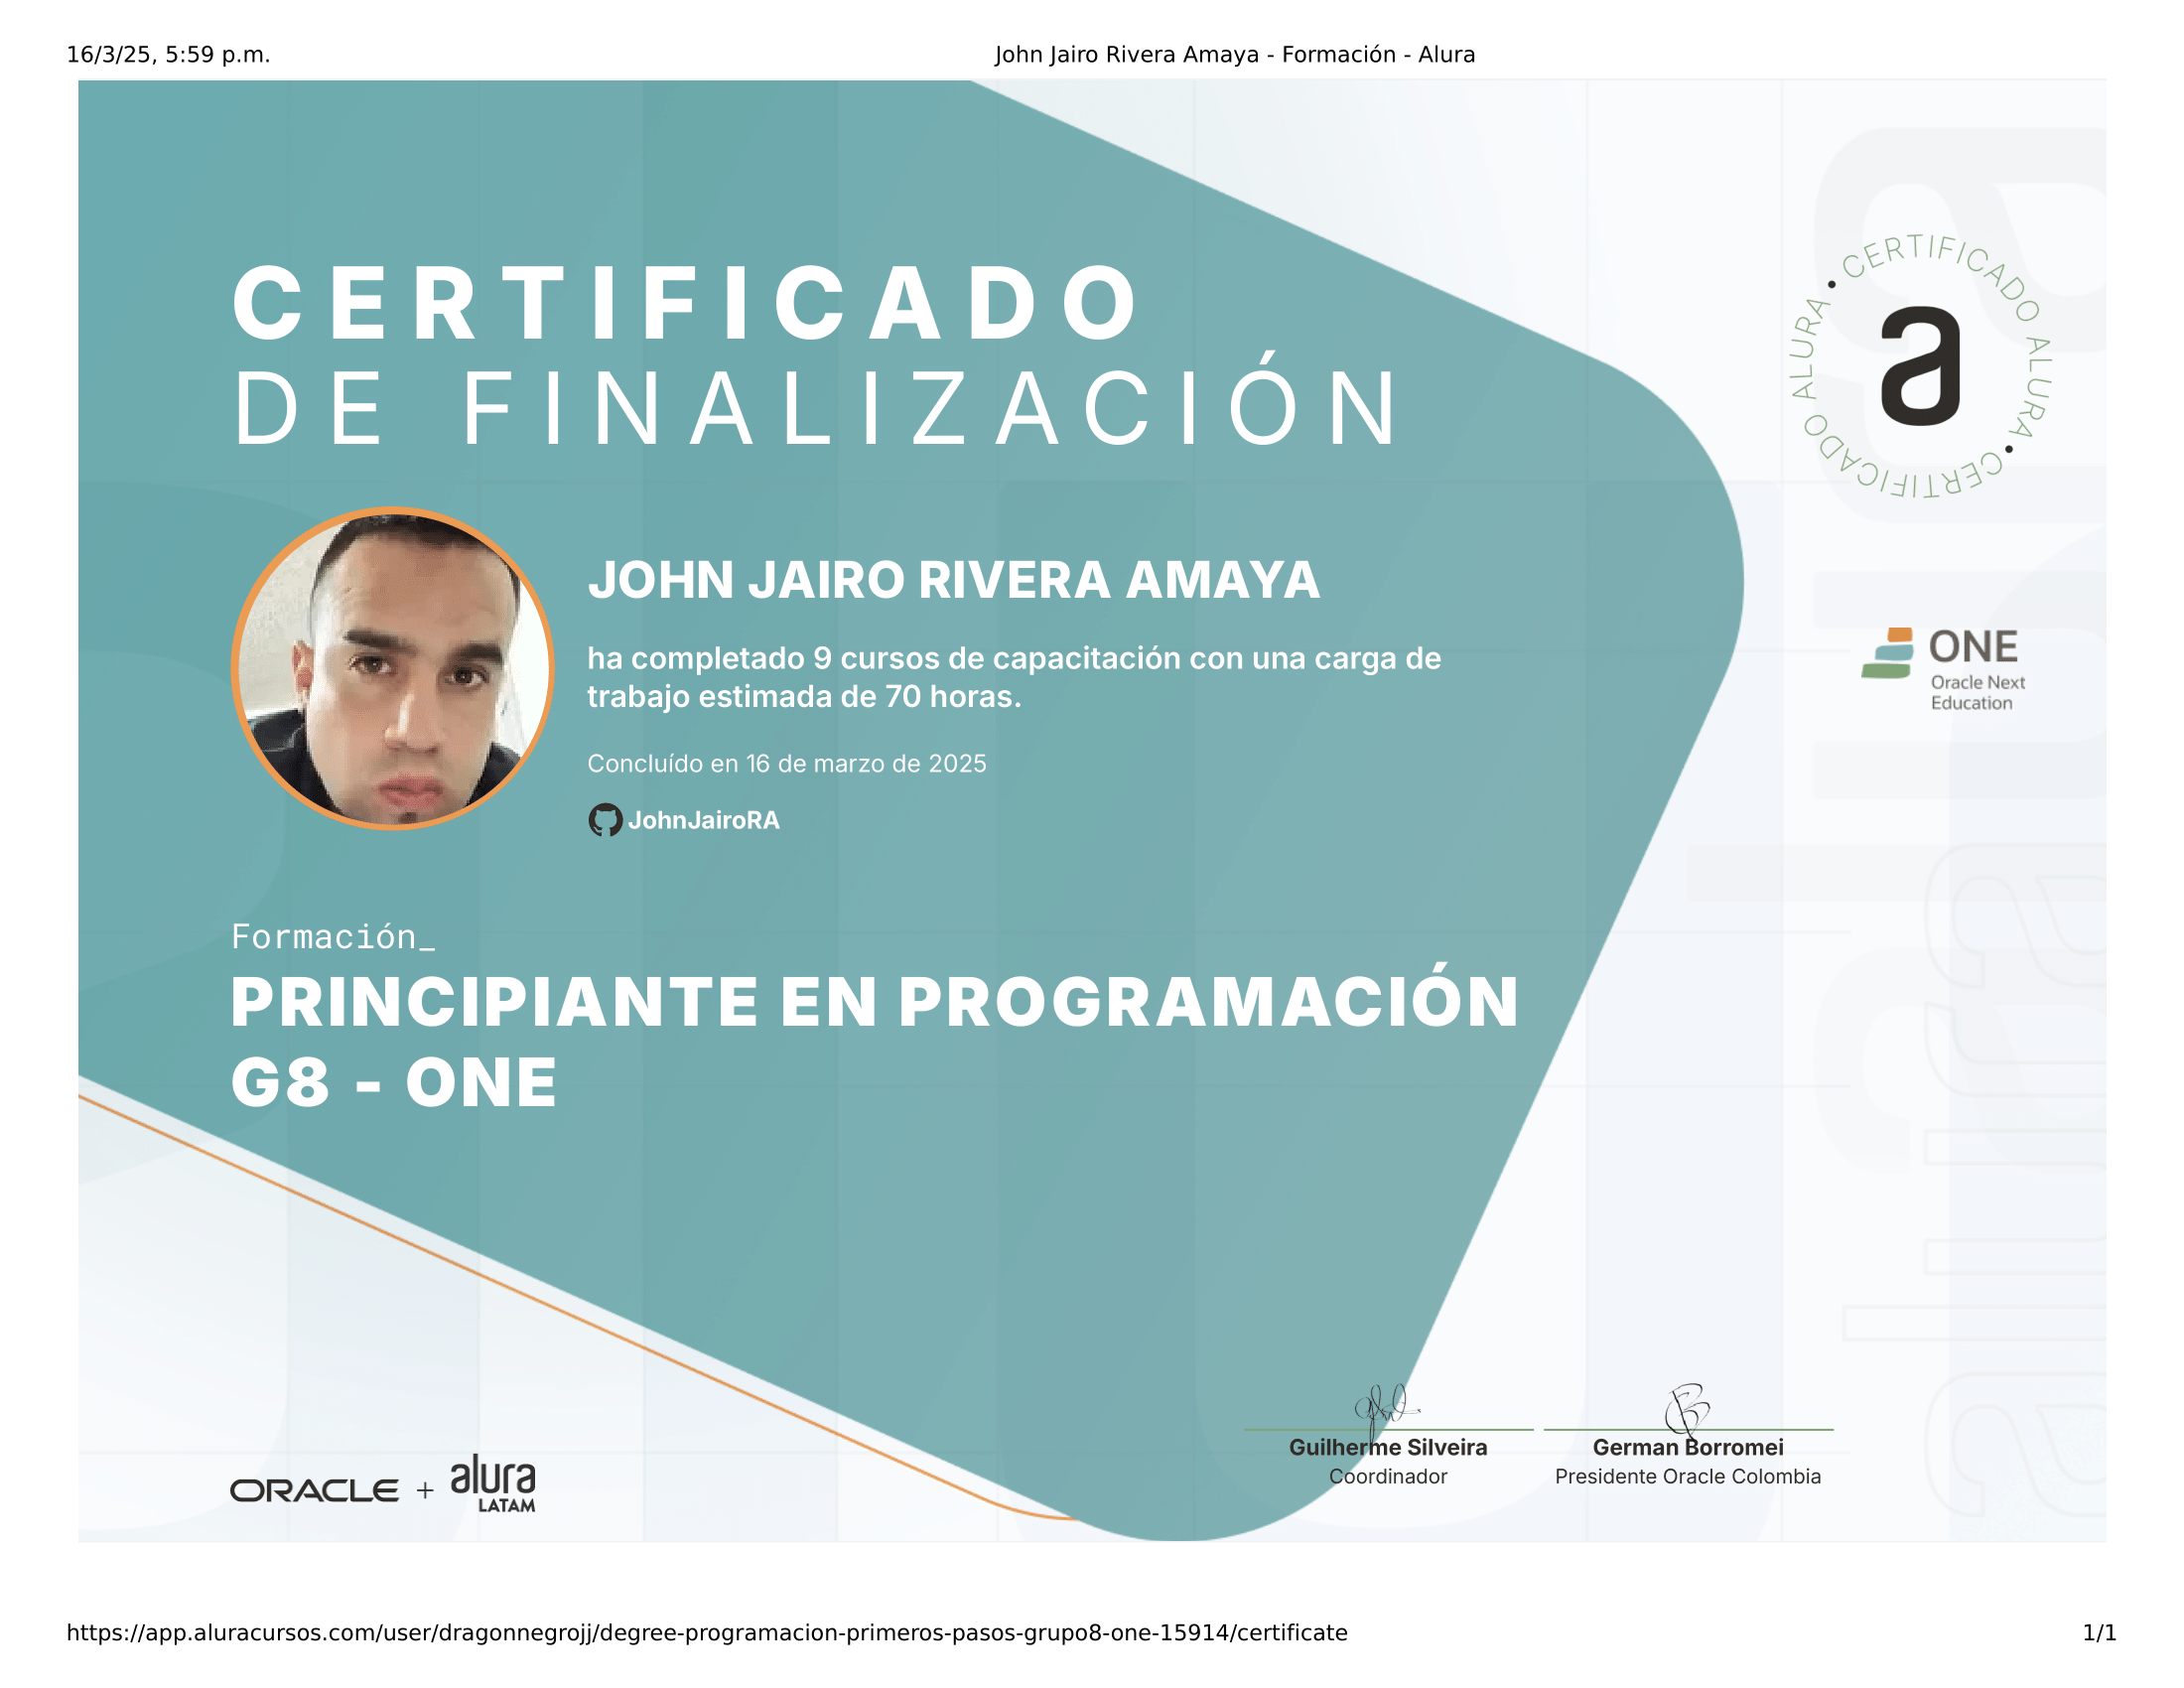 16/3/25, 5:59 p.m.
John Jairo Rivera Amaya - Formación - Alura
CERTIFICADO
DE FINALIZACIÓN
CERTIFICADO ALURA • CERTIFICADO ALURA •
a
JOHN JAIRO RIVERA AMAYA
ha completado 9 cursos de capacitación con una carga de
trabajo estimada de 70 horas.
Concluído en 16 de marzo de 2025
JohnJairoRA
ONE
Oracle Next
Education
Formación_
PRINCIPIANTE EN PROGRAMACIÓN
G8 - ONE
alura
ORACLE + alura
LATAM
Guilherme Silveira
Coordinador
German Borromei
Presidente Oracle Colombia
https://app.aluracursos.com/user/dragonnegrojj/degree-programacion-primeros-pasos-grupo8-one-15914/certificate
1/1